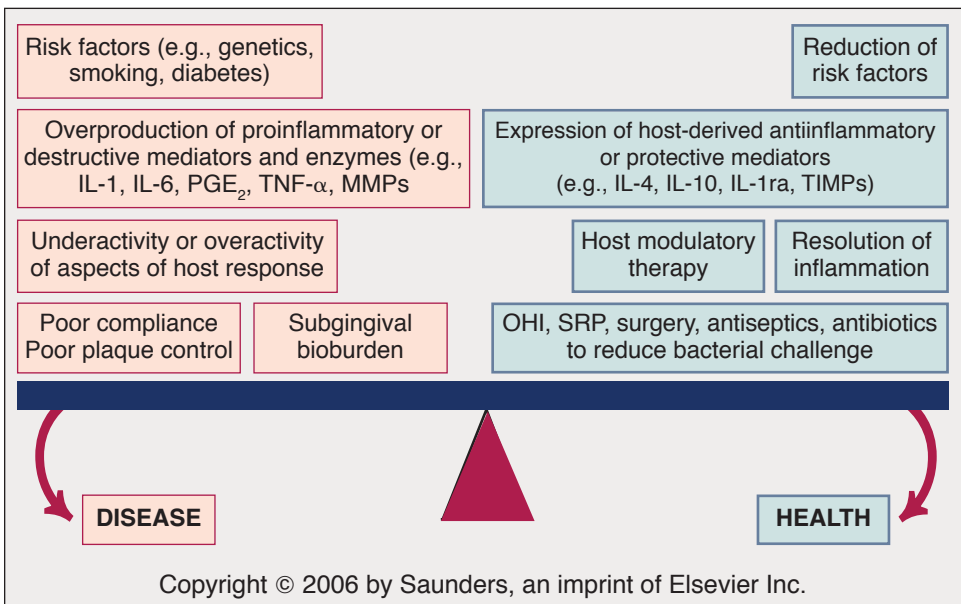 Risk factors (e.g., genetics,
smoking, diabetes)
Reduction of
risk factors
Overproduction of proinflammatory or
destructive mediators and enzymes (e.g.,
IL-1, IL-6, PGE₂, TNF-α, MMPs
Expression of host-derived antiinflammatory
or protective mediators
(e.g., IL-4, IL-10, IL-1ra, TIMPs)
Underactivity or overactivity
of aspects of host response
Host modulatory
therapy
Resolution of
inflammation
Poor compliance
Poor plaque control
Subgingival
bioburden
OHI, SRP, surgery, antiseptics, antibiotics
to reduce bacterial challenge
DISEASE
HEALTH
Copyright © 2006 by Saunders, an imprint of Elsevier Inc.